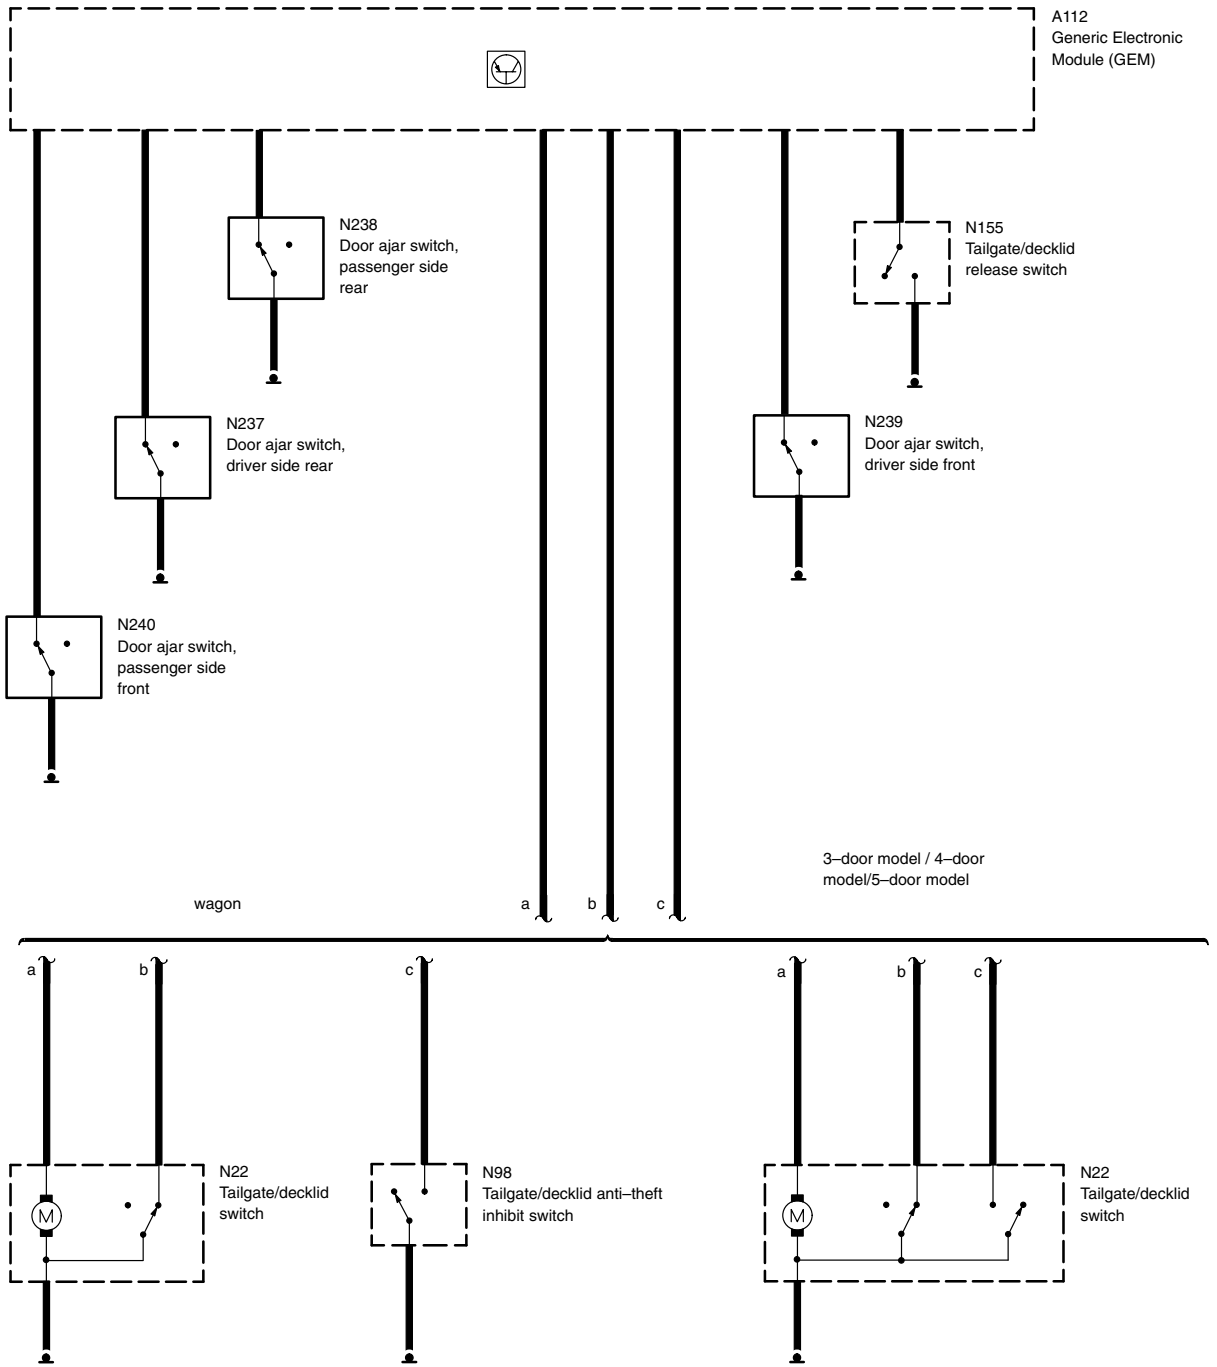 A112
Generic Electronic
Module (GEM)
N238
Door ajar switch,
passenger side
rear
N155
Tailgate/decklid
release switch
N237
Door ajar switch,
driver side rear
N239
Door ajar switch,
driver side front
N240
Door ajar switch,
passenger side
front
3–door model / 4–door
model/5–door model
wagon
a
b
c
a
b
c
a
b
c
N22
Tailgate/decklid
switch
M
N98
Tailgate/decklid anti–theft
inhibit switch
M
N22
Tailgate/decklid
switch